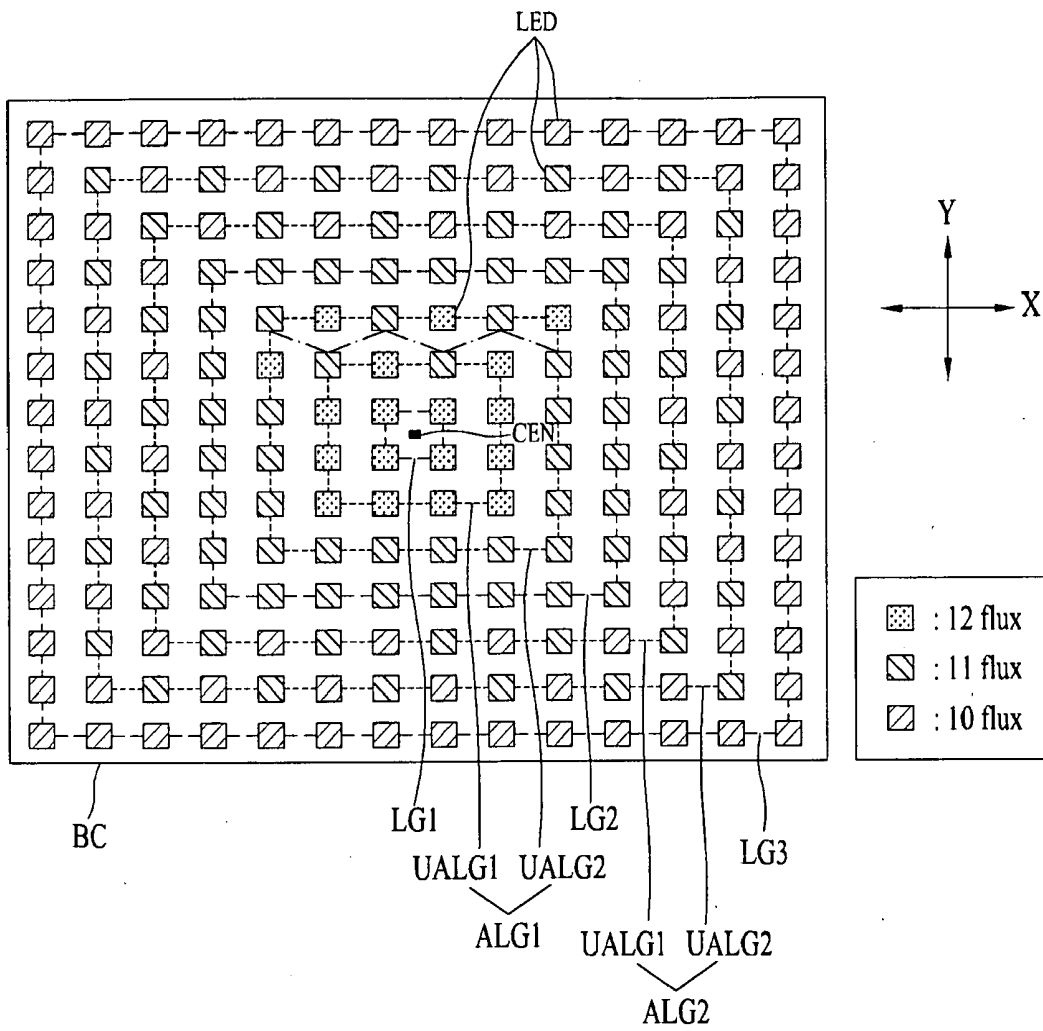 LED
Y
X
CEN
: 12 flux
: 11 flux
: 10 flux
BC
LG1
LG2
LG3
UALG1 UALG2
ALG1
UALG1 UALG2
ALG2